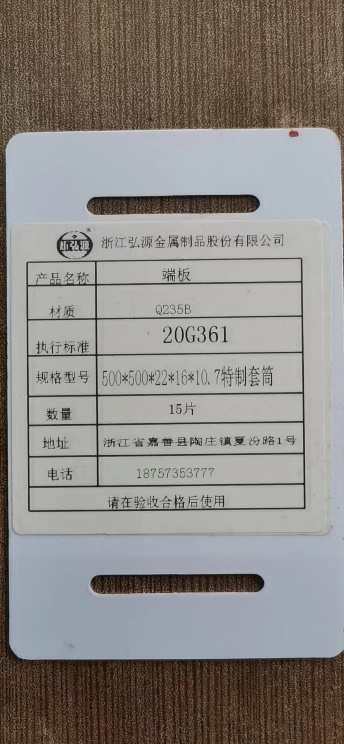 浙弘源®
浙江弘源金属制品股份有限公司
产品名称 端板
材质 Q235B
执行标准 20G361
规格型号 500*500*22*16*10.7特制套筒
数量 15片
地址 浙江省嘉善县陶庄镇夏汾路1号
电话 18757353777
请在验收合格后使用